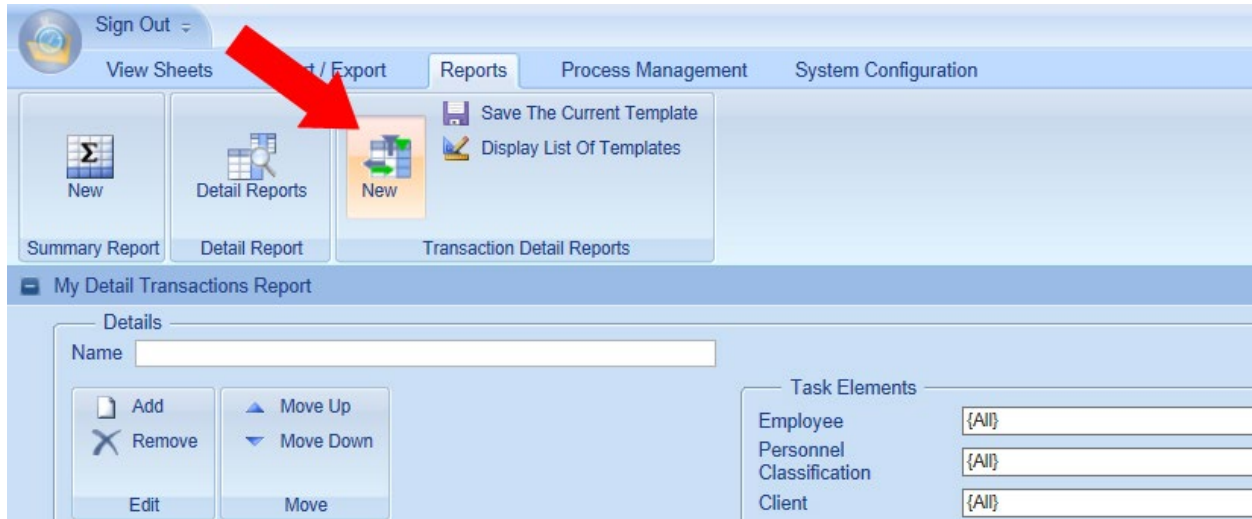 Sign Out
View Sheets
/ Export
Reports
Process Management
System Configuration
Save The Current Template
Display List Of Templates
New
Detail Reports
New
Summary Report
Detail Report
Transaction Detail Reports
My Detail Transactions Report
Details
Name
Add
Move Up
Remove
Move Down
Edit
Move
Task Elements
Employee
{All}
Personnel
Classification
{All}
Client
{All}